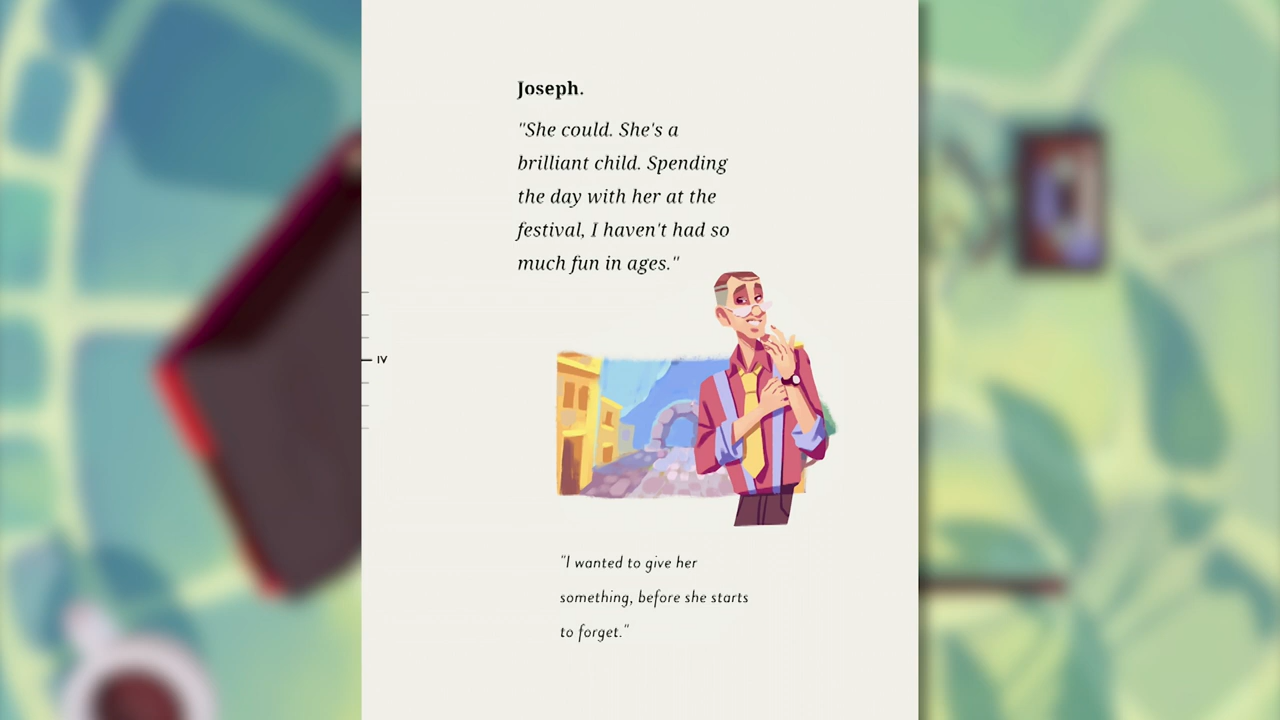 Joseph.
"She could. She's a
brilliant child. Spending
the day with her at the
festival, I haven't had so
much fun in ages."
IV
"I wanted to give her
something, before she starts
to forget."